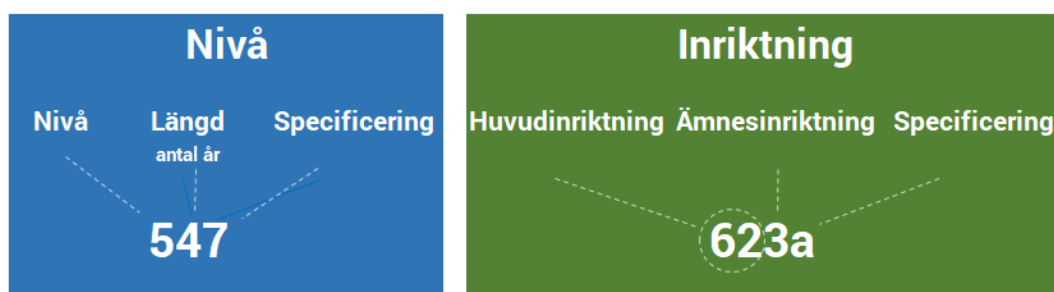 Nivå
Nivå Längd Specificering
antal år
547
Inriktning
Huvudinriktning Ämnesinriktning Specificering
623a